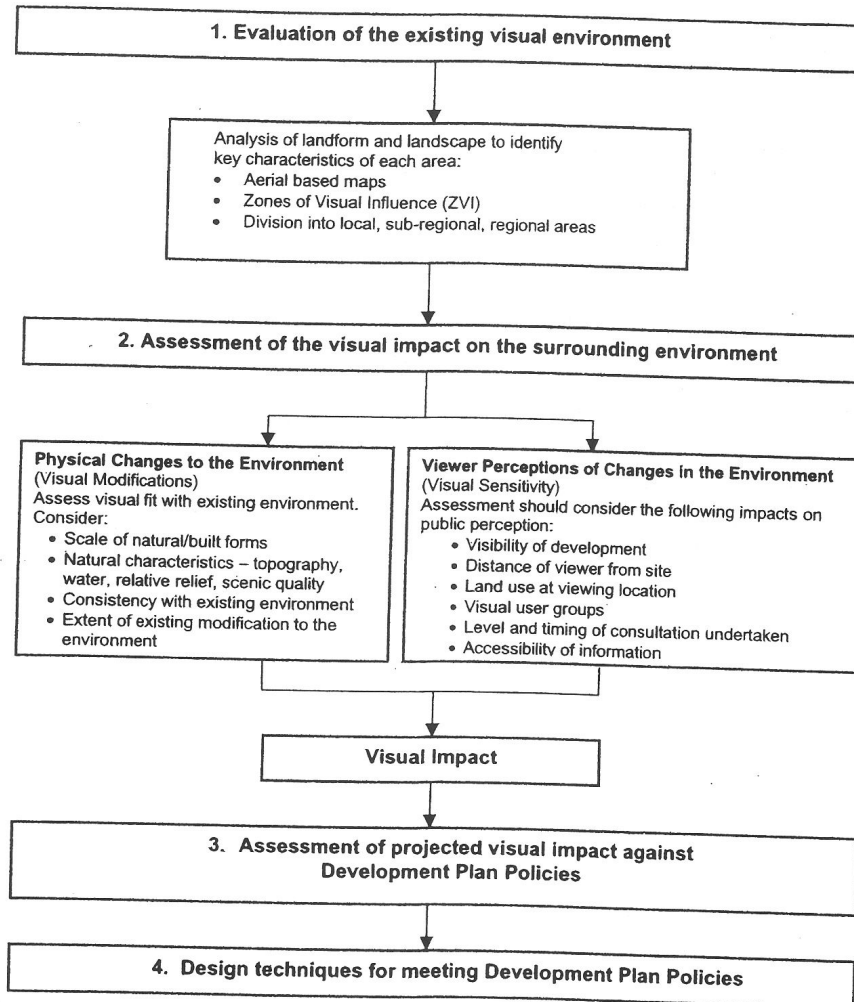 1. Evaluation of the existing visual environment
Analysis of landform and landscape to identify
key characteristics of each area:
• Aerial based maps
• Zones of Visual Influence (ZVI)
• Division into local, sub-regional, regional areas
2. Assessment of the visual impact on the surrounding environment
Physical Changes to the Environment
(Visual Modifications)
Assess visual fit with existing environment.
Consider:
• Scale of natural/built forms
• Natural characteristics – topography,
water, relative relief, scenic quality
• Consistency with existing environment
• Extent of existing modification to the
environment
Viewer Perceptions of Changes in the Environment
(Visual Sensitivity)
Assessment should consider the following impacts on
public perception:
• Visibility of development
• Distance of viewer from site
• Land use at viewing location
• Visual user groups
• Level and timing of consultation undertaken
• Accessibility of information
Visual Impact
3. Assessment of projected visual impact against
Development Plan Policies
4. Design techniques for meeting Development Plan Policies